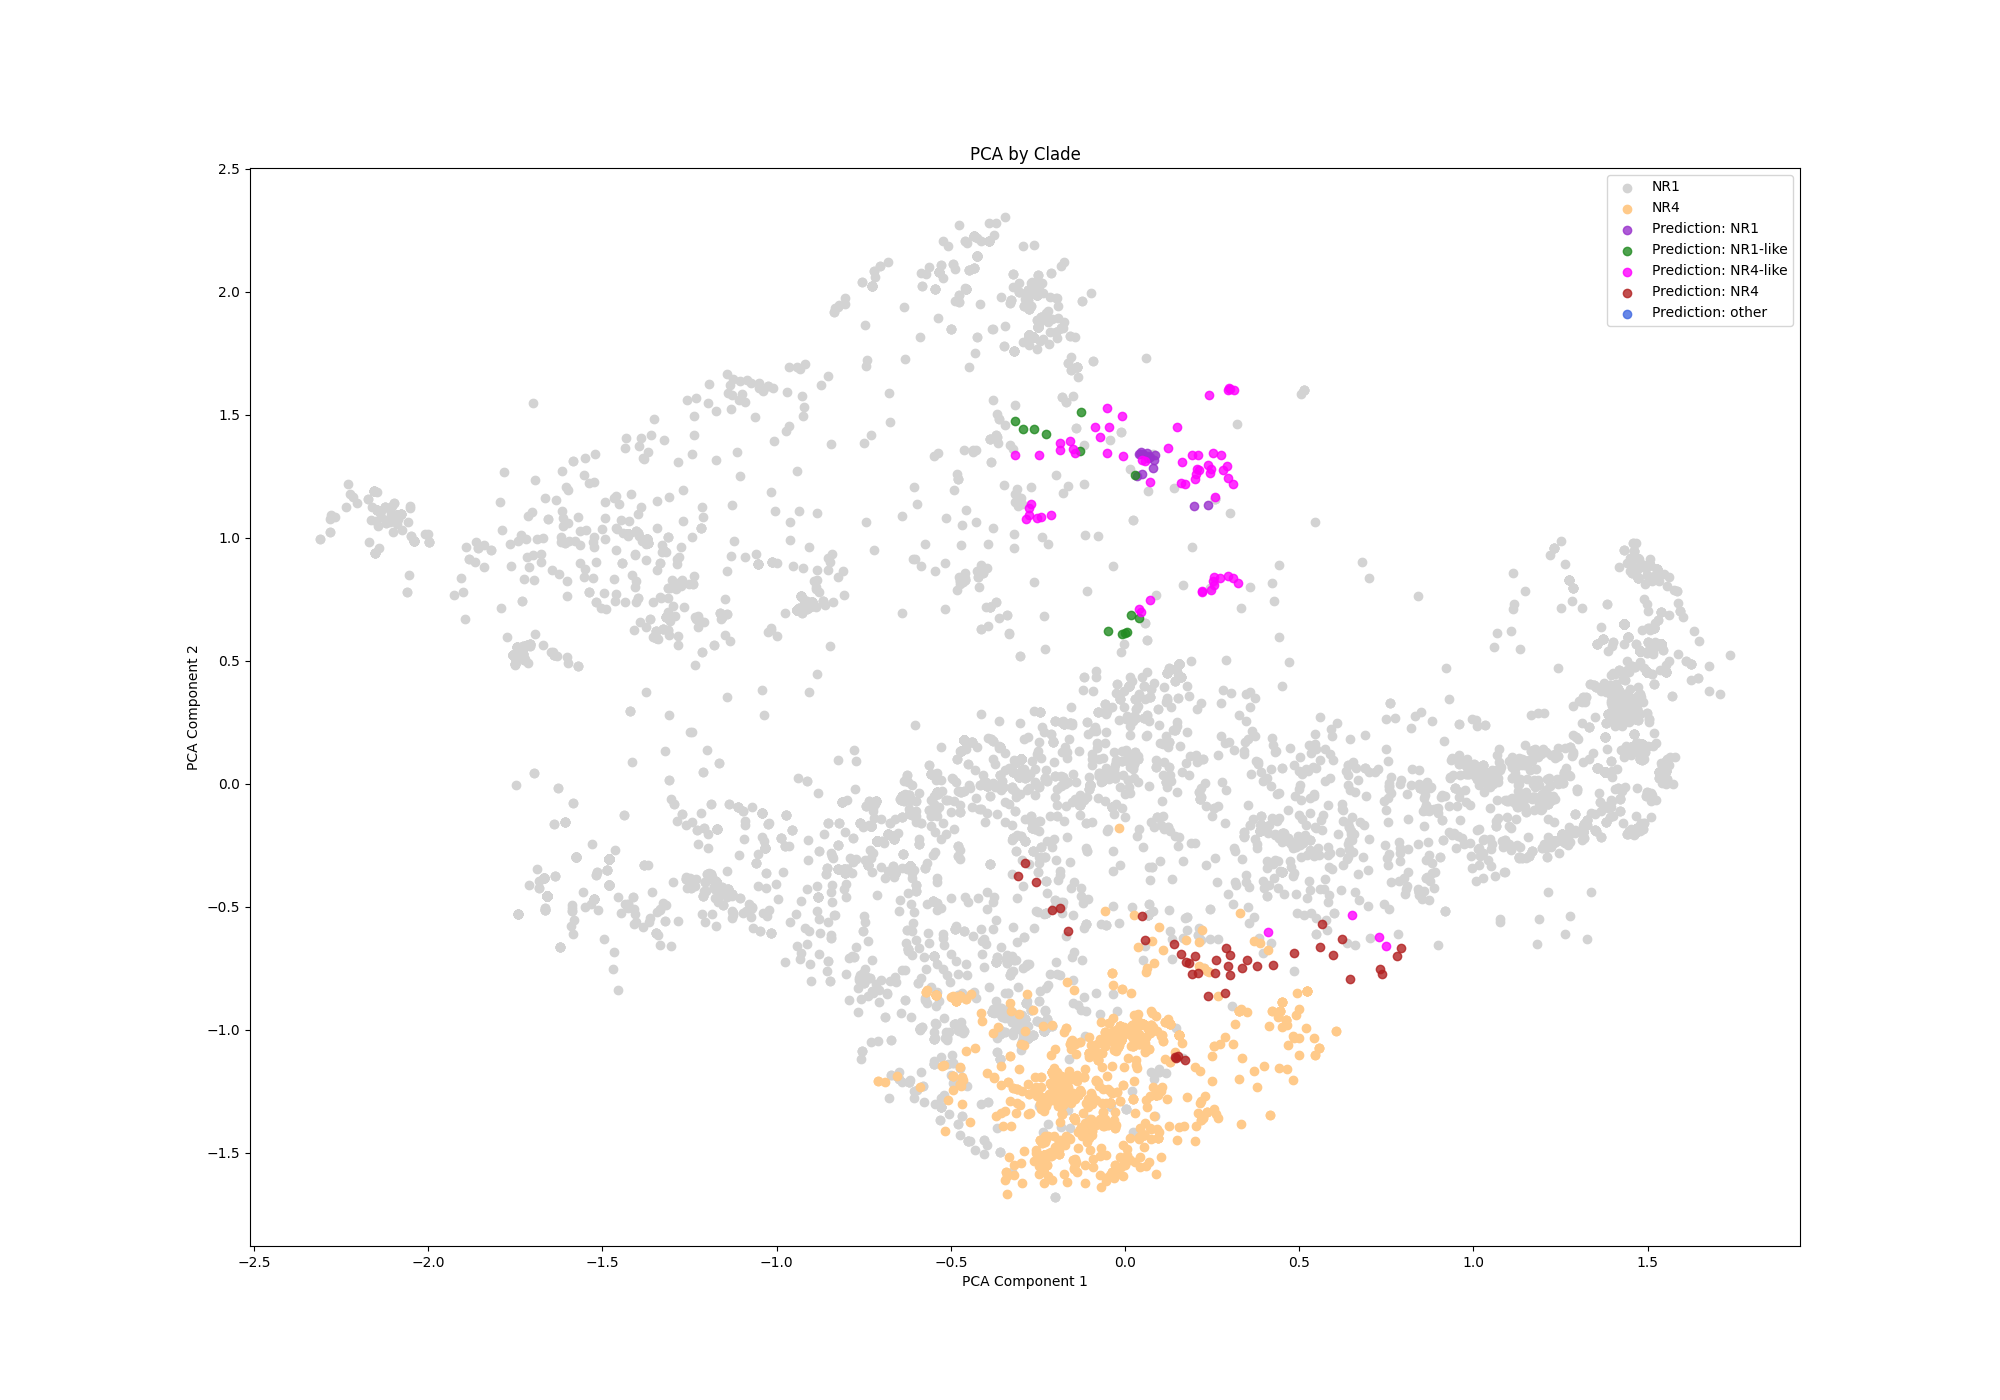 PCA by Clade
NR1
NR4
Prediction: NR1
Prediction: NR1-like
Prediction: NR4-like
Prediction: NR4
Prediction: other
2.5
2.0
1.5
1.0
0.5
0.0
−0.5
−1.0
−1.5
PCA Component 2
−2.5
−2.0
−1.5
−1.0
−0.5
0.0
0.5
1.0
1.5
PCA Component 1